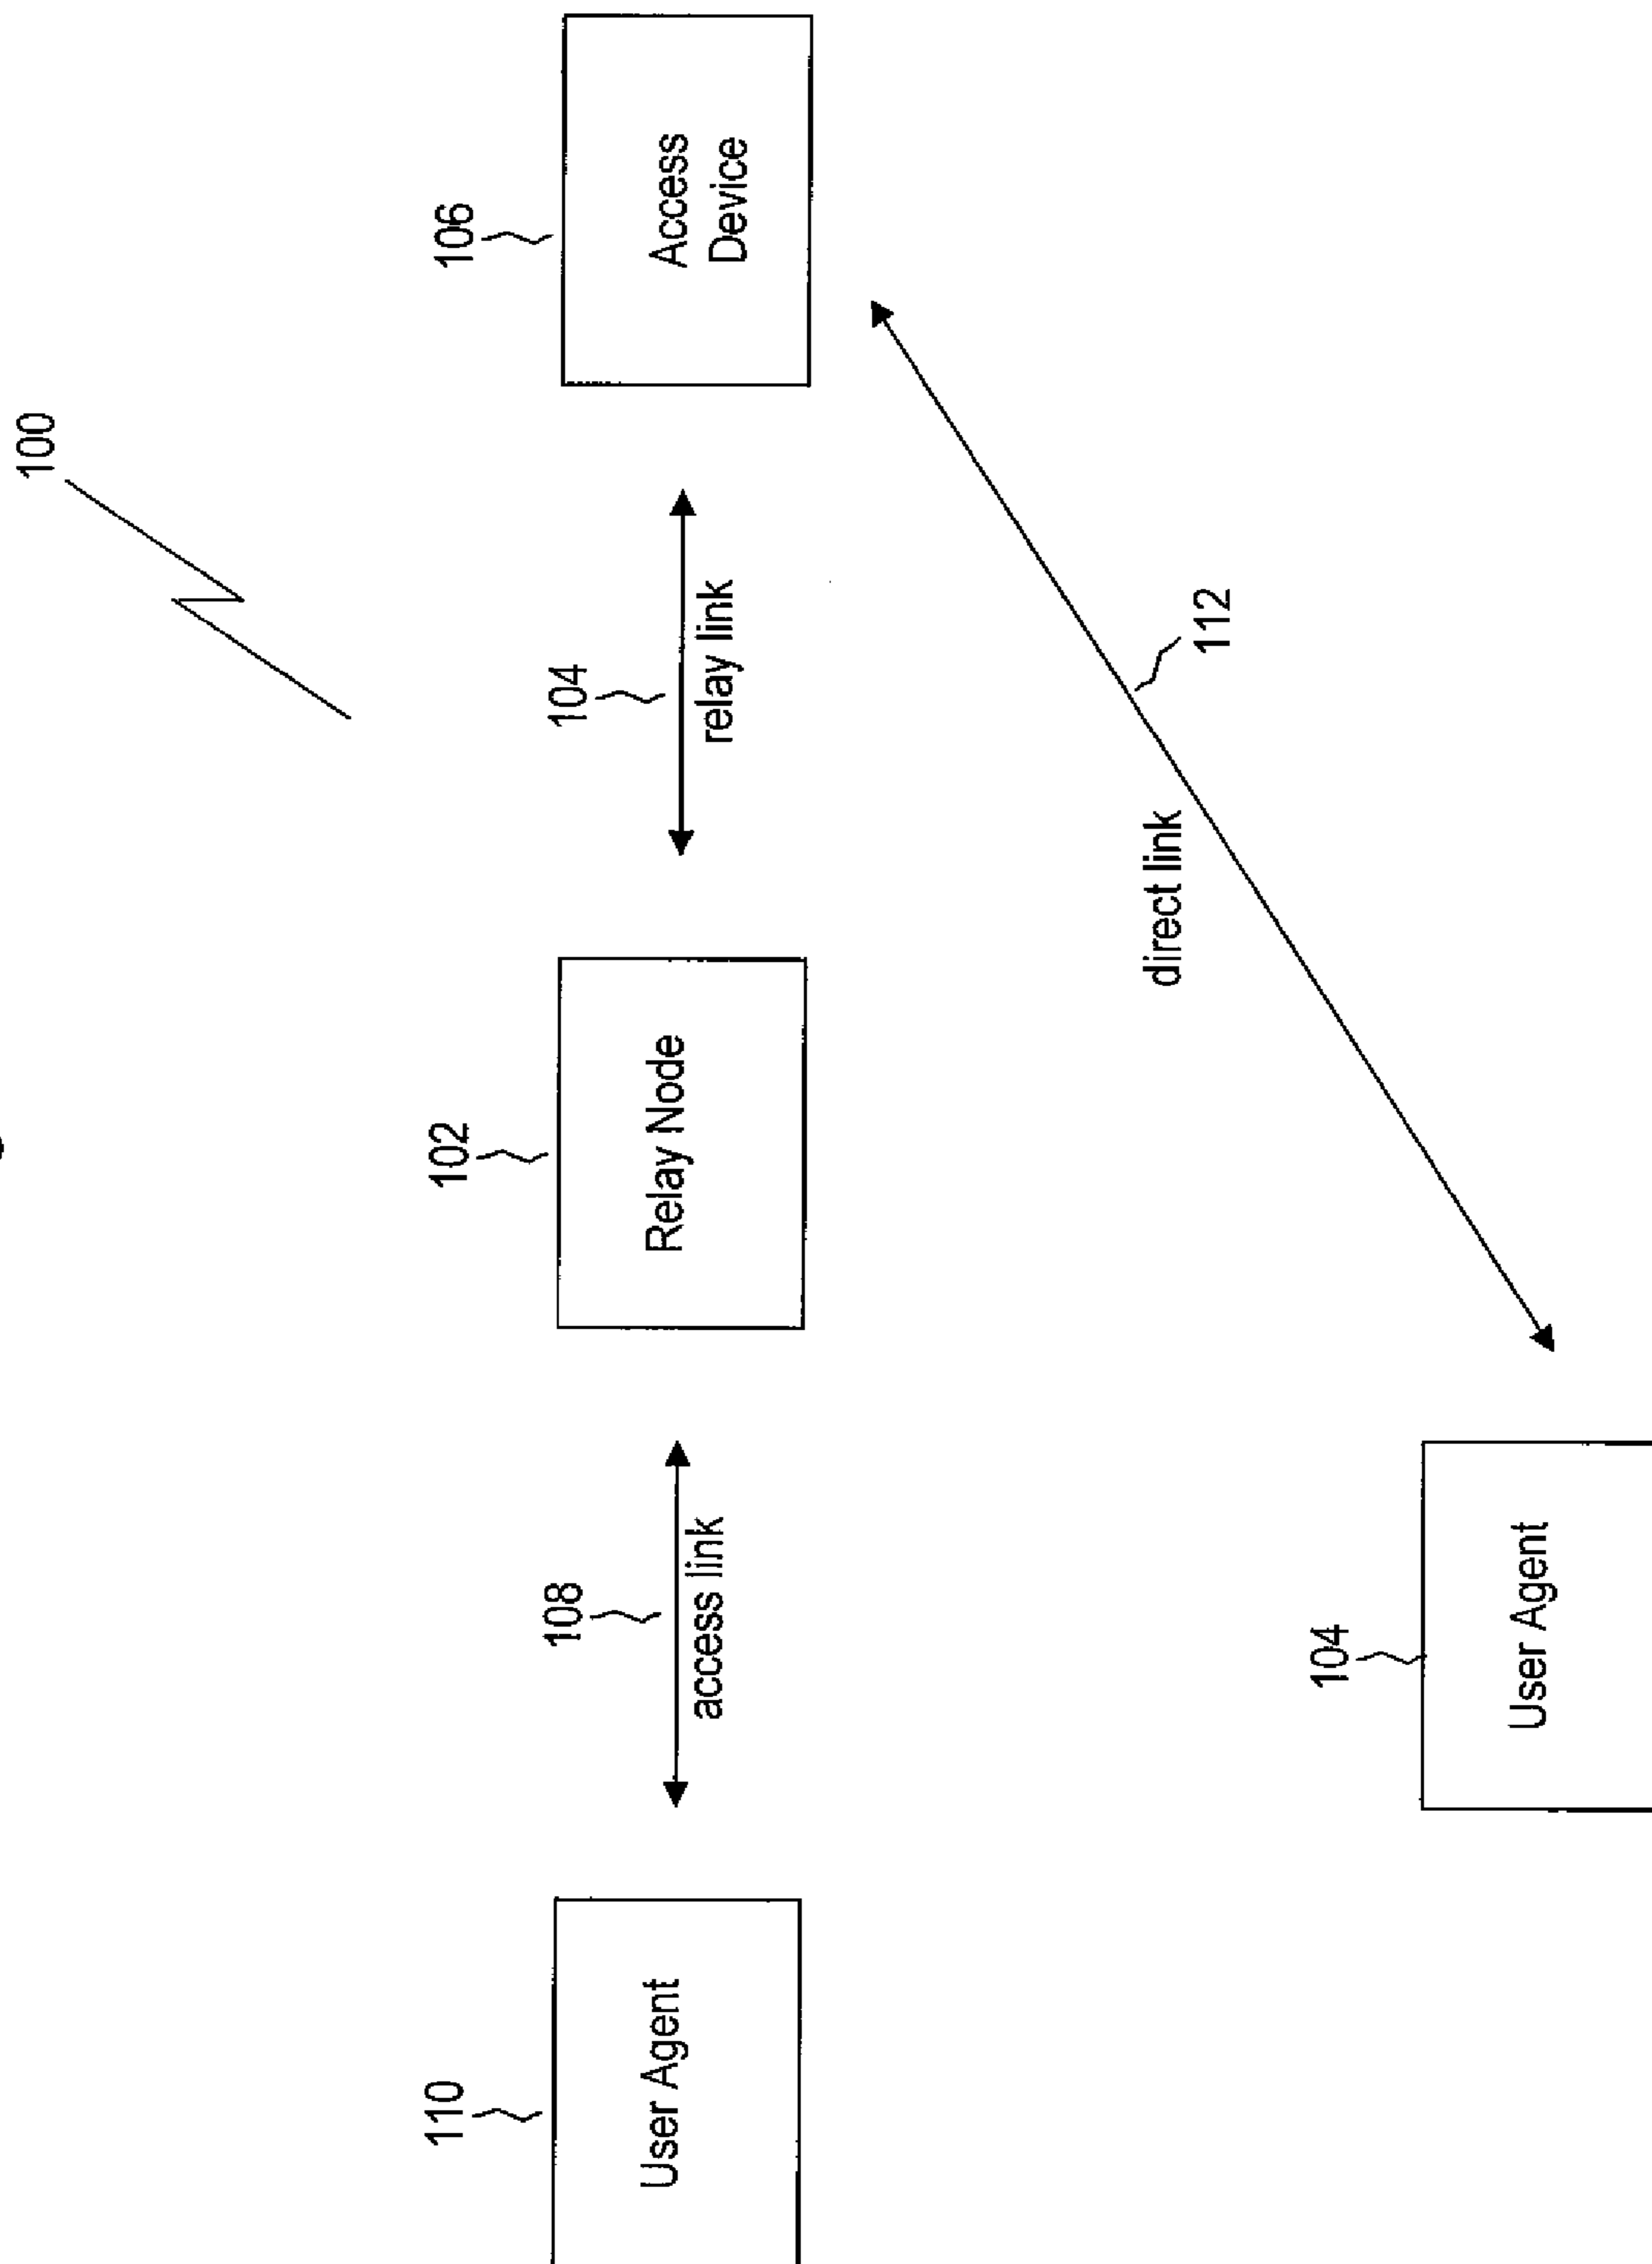 100
110
102
106
108
104
User Agent
Relay Node
Access
Device
access link
relay link
direct link
112
104
User Agent